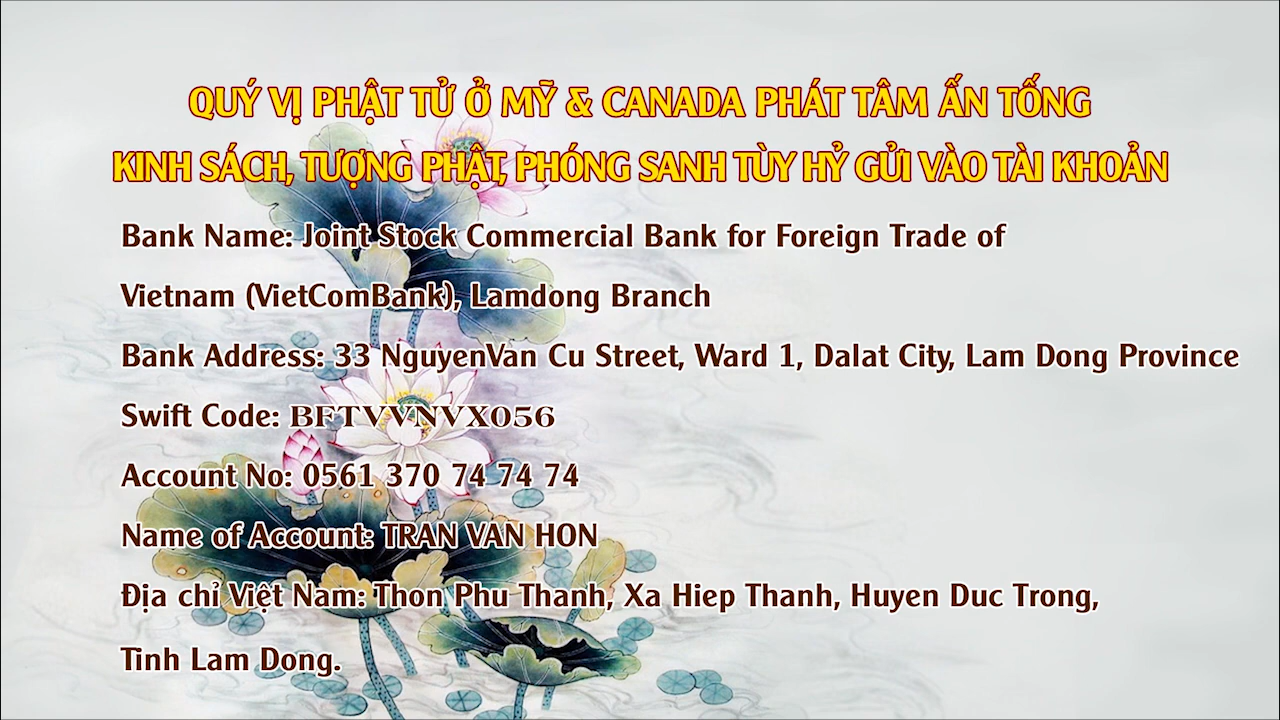 QUÝ VỊ PHẬT TỬ Ở MỸ & CANADA PHÁT TÂM ẤN TỐNG
KINH SÁCH, TƯỢNG PHẬT, PHÓNG SANH TÙY HỶ GỬI VÀO TÀI KHOẢN
Bank Name: Joint Stock Commercial Bank for Foreign Trade of
Vietnam (VietComBank), Lamdong Branch
Bank Address: 33 NguyenVan Cu Street, Ward 1, Dalat City, Lam Dong Province
Swift Code: BFTVVNVX056
Account No: 0561 370 74 74 74
Name of Account: TRAN VAN HON
Địa chỉ Việt Nam: Thon Phu Thanh, Xa Hiep Thanh, Huyen Duc Trong,
Tỉnh Lam Dong.